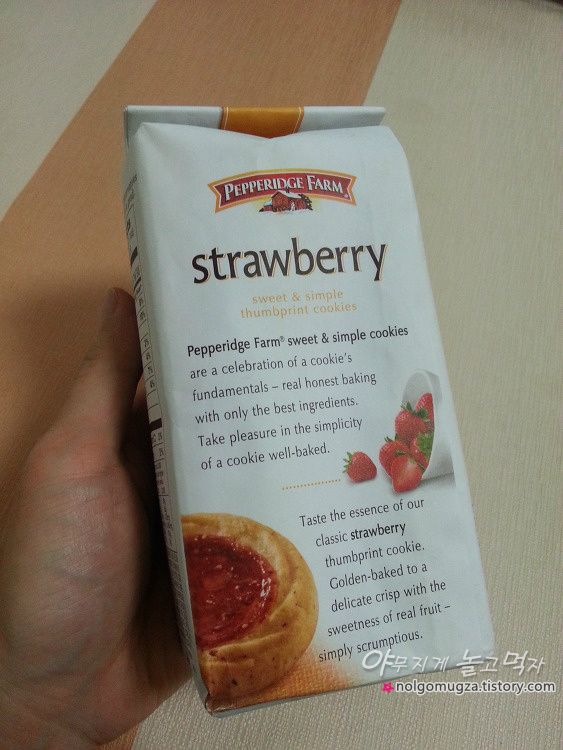 PEPPERIDGE FARM®
strawberry
sweet & simple
thumbprint cookies
Pepperidge Farm® sweet & simple cookies
are a celebration of a cookie's
fundamentals – real honest baking
with only the best ingredients.
Take pleasure in the simplicity
of a cookie well-baked.
Taste the essence of our
classic strawberry
thumbprint cookie.
Golden-baked to a
delicate crisp with the
sweetness of real fruit –
simply scrumptious.
야무지게 놀고먹자
nolgomugza.tistory.com